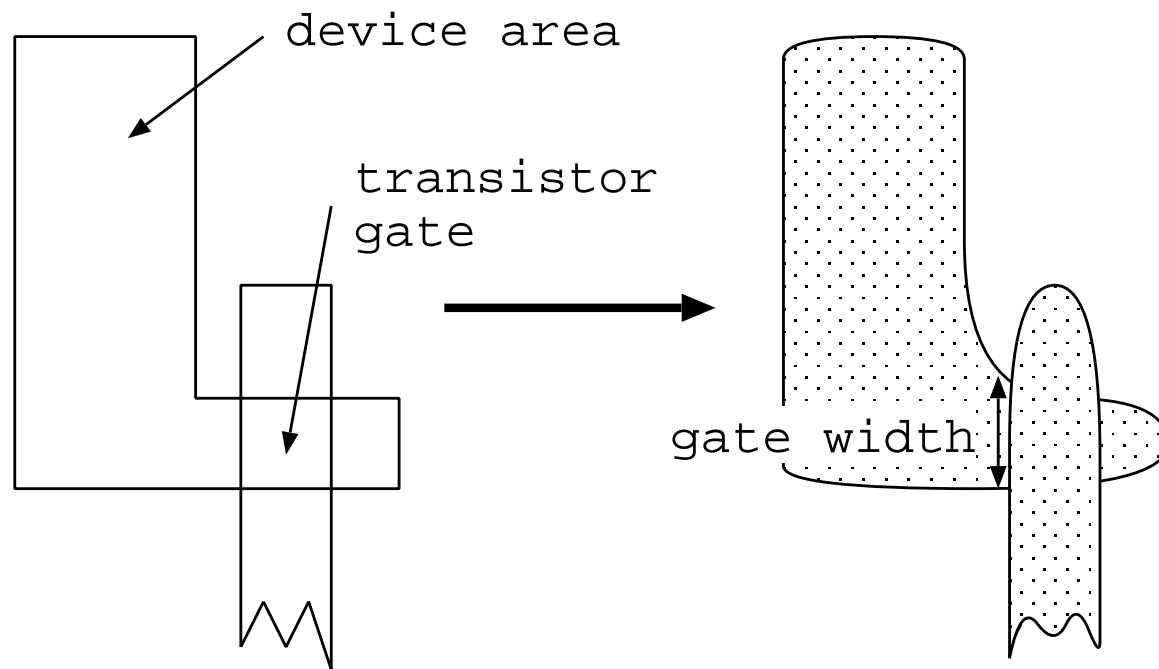 device area
transistor
gate
gate width